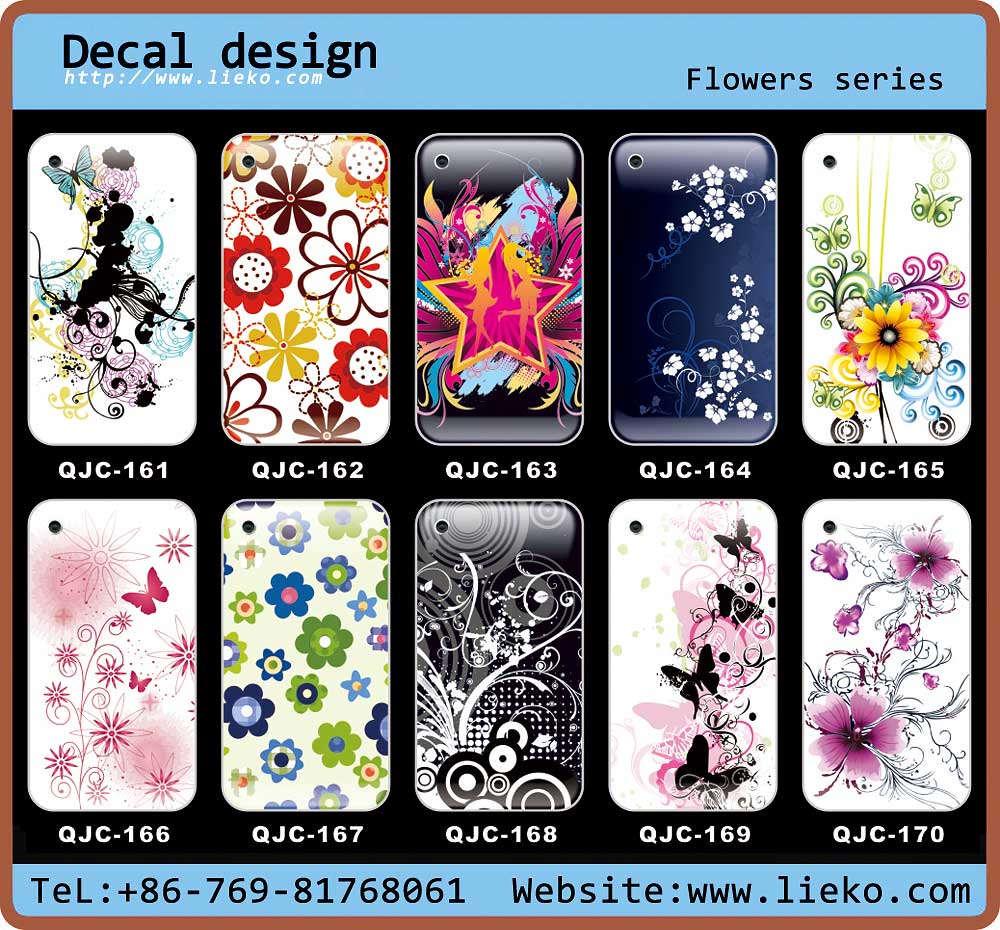 Decal design
http://www.lieko.com
Flowers series
QJC-161 QJC-162 QJC-163 QJC-164 QJC-165
QJC-166 QJC-167 QJC-168 QJC-169 QJC-170
TeL:+86-769-81768061 Website:www.lieko.com